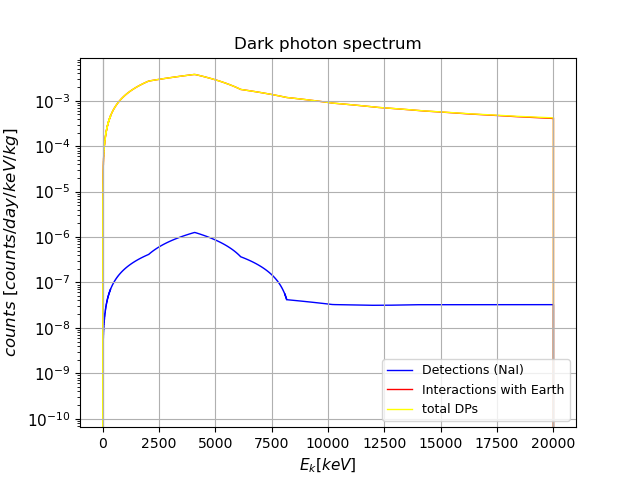 Dark photon spectrum
counts [counts/day/keV/kg]
10⁻³
10⁻⁴
10⁻⁵
10⁻⁶
10⁻⁷
10⁻⁸
10⁻⁹
10⁻¹⁰
Detections (NaI)
Interactions with Earth
total DPs
0 2500 5000 7500 10000 12500 15000 17500 20000
E_k[keV]